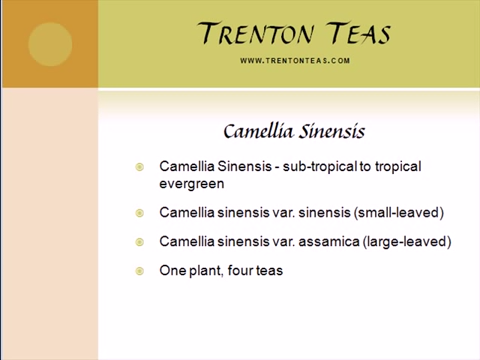 Trenton Teas
www.trentonteas.com
Camellia Sinensis
Camellia Sinensis - sub-tropical to tropical
evergreen
Camellia sinensis var. sinensis (small-leaved)
Camellia sinensis var. assamica (large-leaved)
One plant, four teas